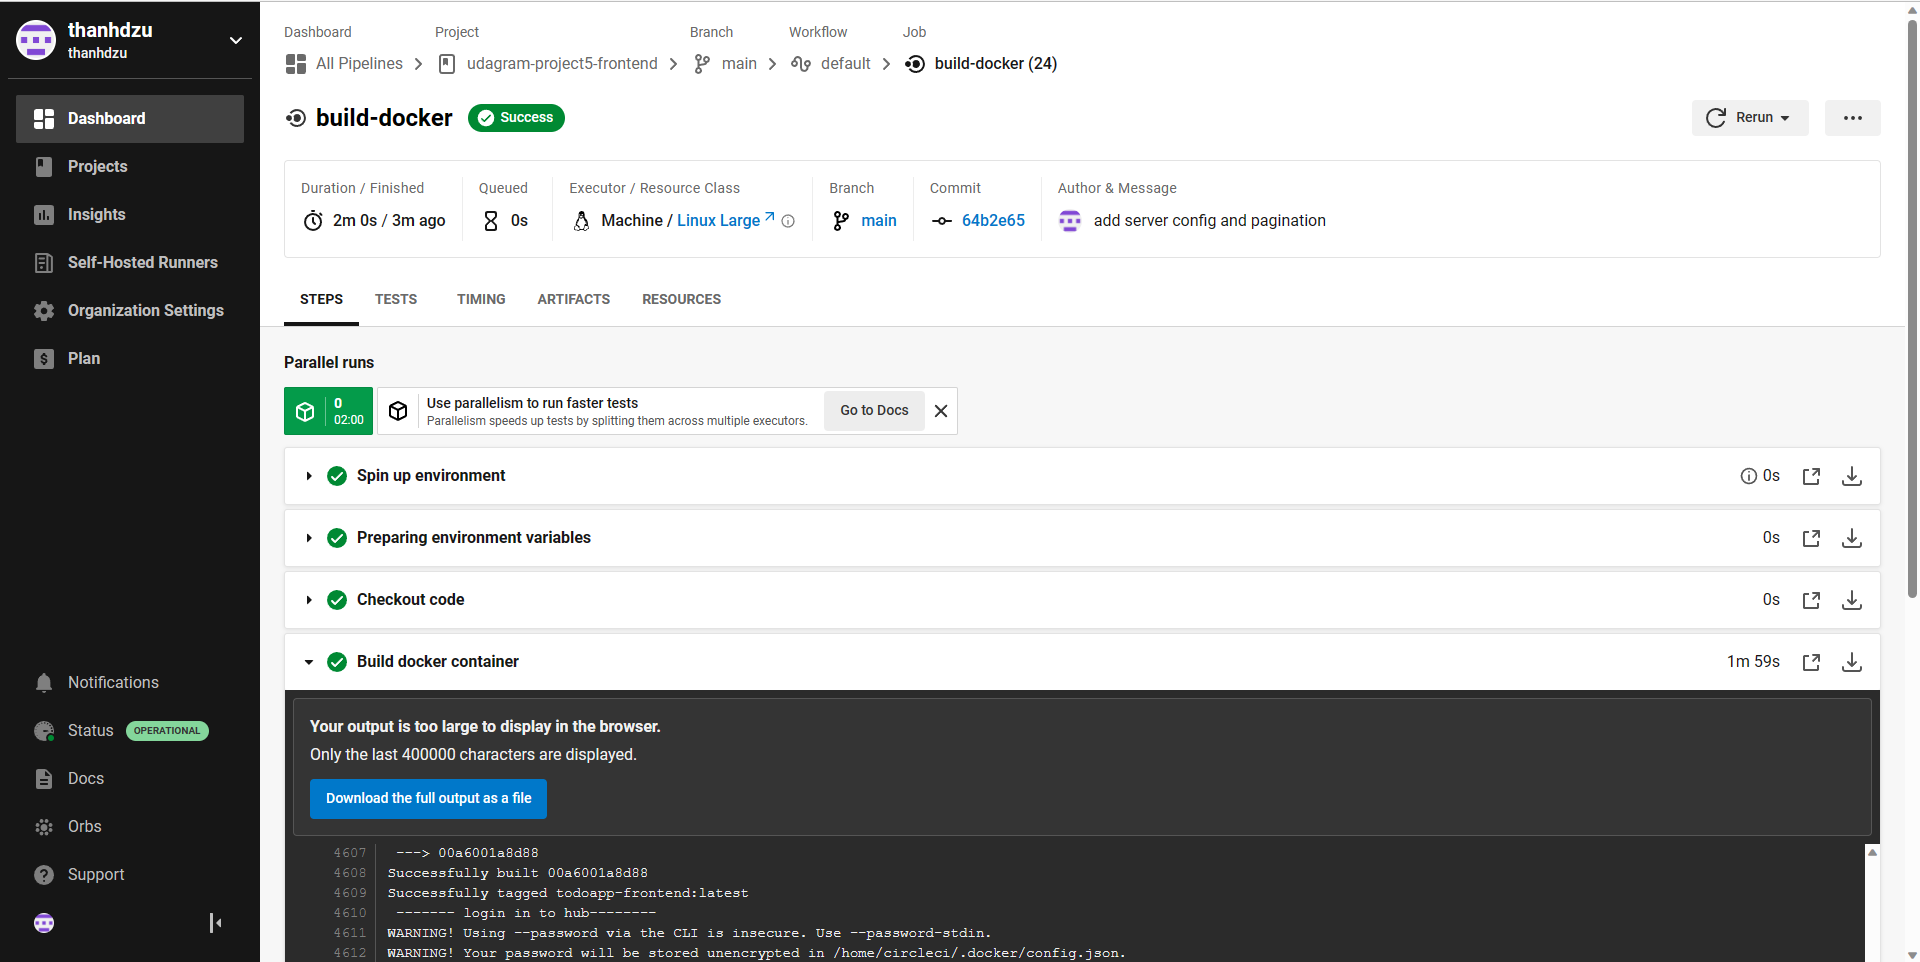 thanhdzu
thanhdzu
Dashboard
Projects
Insights
Self-Hosted Runners
Organization Settings
Plan
Notifications
Status OPERATIONAL
Docs
Orbs
Support
Dashboard Project Branch Workflow Job
All Pipelines udagram-project5-frontend main default build-docker (24)
build-docker Success
Rerun
Duration / Finished Queued Executor / Resource Class Branch Commit Author & Message
2m 0s / 3m ago 0s Machine / Linux Large main 64b2e65 add server config and pagination
STEPS TESTS TIMING ARTIFACTS RESOURCES
Parallel runs
0
02:00
Use parallelism to run faster tests
Parallelism speeds up tests by splitting them across multiple executors.
Go to Docs
Spin up environment 0s
Preparing environment variables 0s
Checkout code 0s
Build docker container 1m 59s
Your output is too large to display in the browser.
Only the last 400000 characters are displayed.
Download the full output as a file
4607 ---> 00a6001a8d88
4608 Successfully built 00a6001a8d88
4609 Successfully tagged todoapp-frontend:latest
4610 ------- login in to hub--------
4611 WARNING! Using --password via the CLI is insecure. Use --password-stdin.
4612 WARNING! Your password will be stored unencrypted in /home/circleci/.docker/config.json.